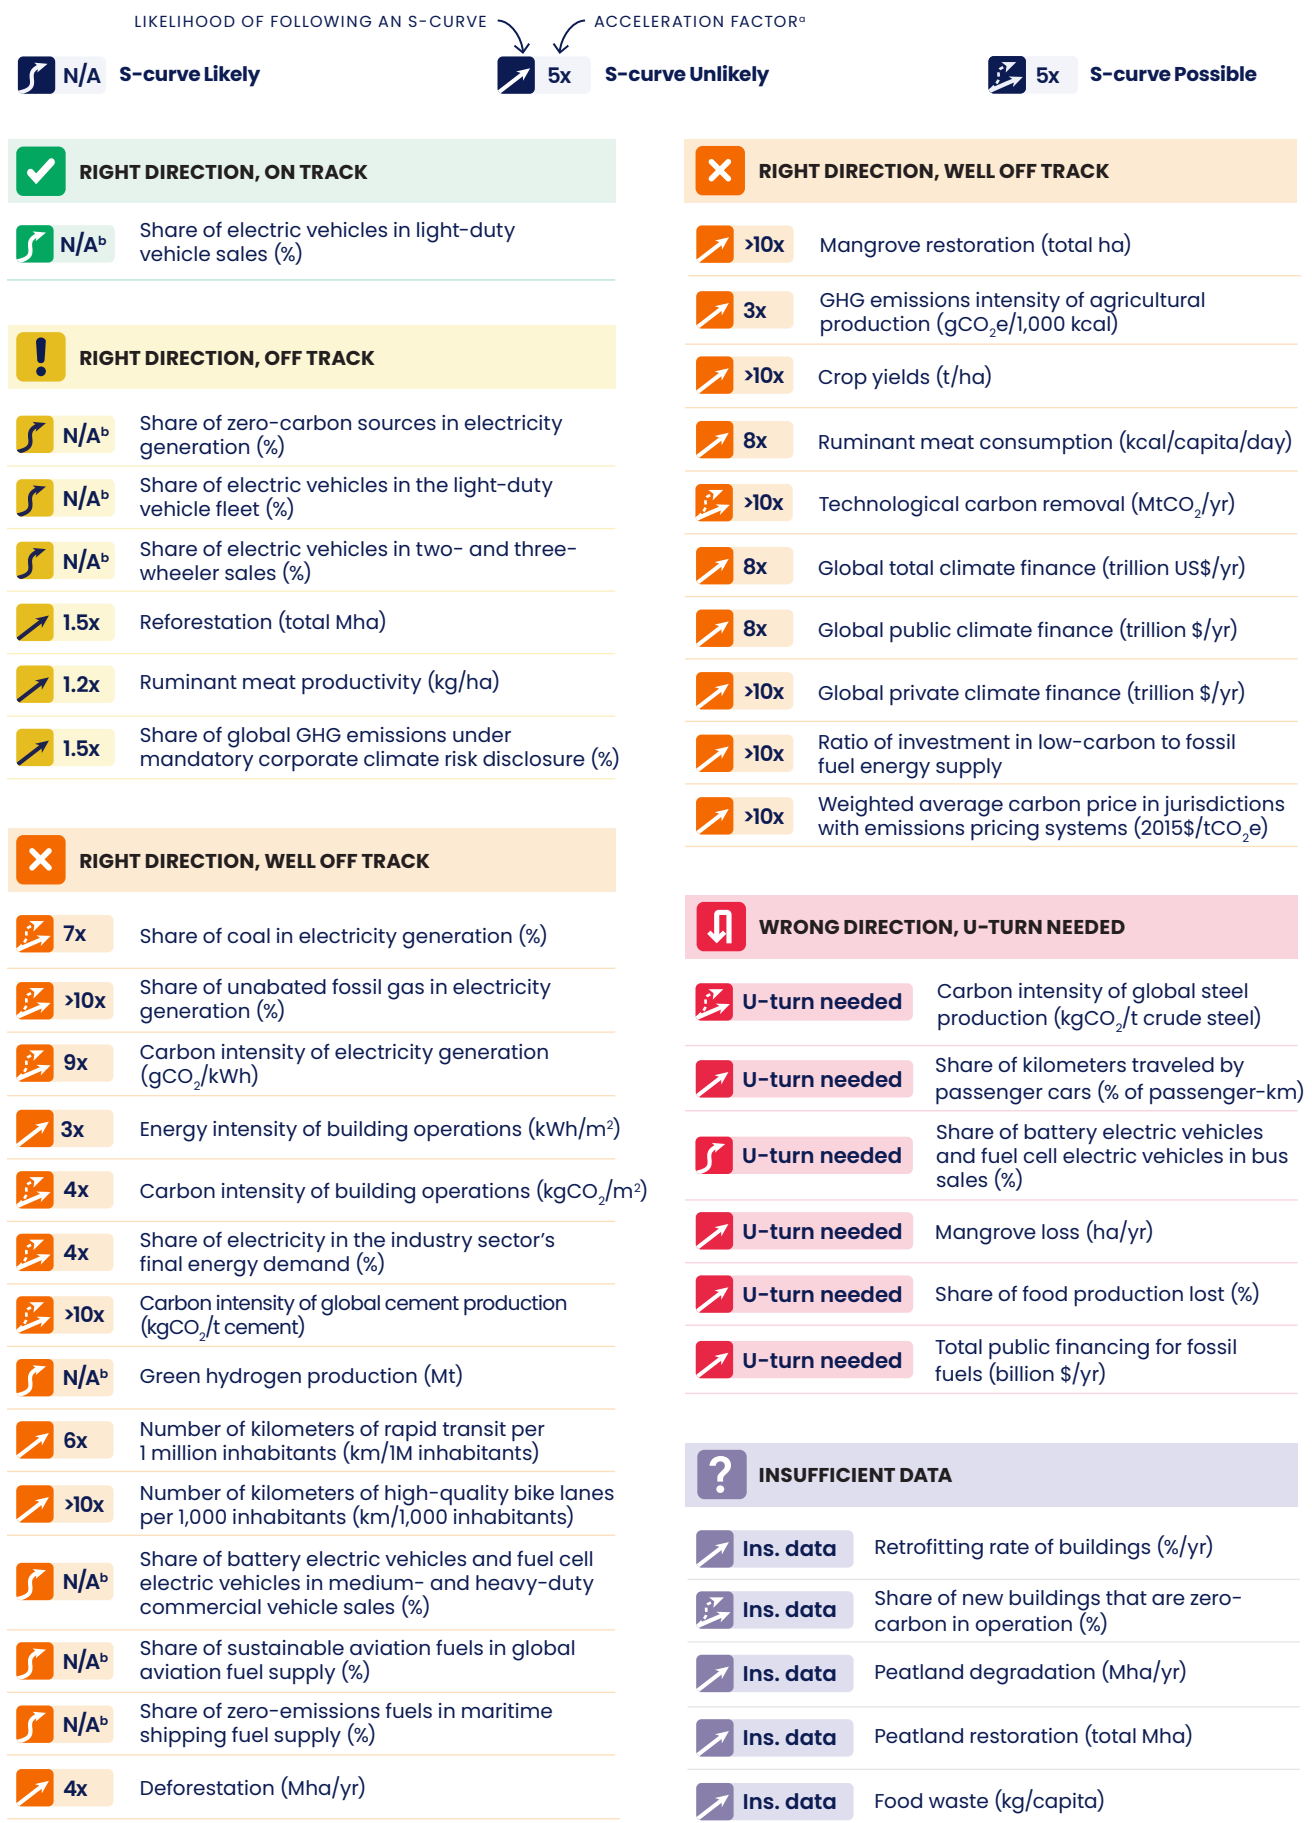 LIKELIHOOD OF FOLLOWING AN S-CURVE
ACCELERATION FACTORᵃ
N/A S-curve Likely
5x S-curve Unlikely
5x S-curve Possible
RIGHT DIRECTION, ON TRACK
N/Aᵇ Share of electric vehicles in light-duty
vehicle sales (%)
RIGHT DIRECTION, OFF TRACK
N/Aᵇ Share of zero-carbon sources in electricity
generation (%)
N/Aᵇ Share of electric vehicles in the light-duty
vehicle fleet (%)
N/Aᵇ Share of electric vehicles in two- and three-
wheeler sales (%)
1.5x Reforestation (total Mha)
1.2x Ruminant meat productivity (kg/ha)
1.5x Share of global GHG emissions under
mandatory corporate climate risk disclosure (%)
RIGHT DIRECTION, WELL OFF TRACK
7x Share of coal in electricity generation (%)
>10x Share of unabated fossil gas in electricity
generation (%)
9x Carbon intensity of electricity generation
(gCO₂/kWh)
3x Energy intensity of building operations (kWh/m²)
4x Carbon intensity of building operations (kgCO₂/m²)
4x Share of electricity in the industry sector's
final energy demand (%)
>10x Carbon intensity of global cement production
(kgCO₂/t cement)
N/Aᵇ Green hydrogen production (Mt)
6x Number of kilometers of rapid transit per
1 million inhabitants (km/1M inhabitants)
>10x Number of kilometers of high-quality bike lanes
per 1,000 inhabitants (km/1,000 inhabitants)
N/Aᵇ Share of battery electric vehicles and fuel cell
electric vehicles in medium- and heavy-duty
commercial vehicle sales (%)
N/Aᵇ Share of sustainable aviation fuels in global
aviation fuel supply (%)
N/Aᵇ Share of zero-emissions fuels in maritime
shipping fuel supply (%)
4x Deforestation (Mha/yr)
RIGHT DIRECTION, WELL OFF TRACK
>10x Mangrove restoration (total ha)
3x GHG emissions intensity of agricultural
production (gCO₂e/1,000 kcal)
>10x Crop yields (t/ha)
8x Ruminant meat consumption (kcal/capita/day)
>10x Technological carbon removal (MtCO₂/yr)
8x Global total climate finance (trillion US$/yr)
8x Global public climate finance (trillion $/yr)
>10x Global private climate finance (trillion $/yr)
>10x Ratio of investment in low-carbon to fossil
fuel energy supply
>10x Weighted average carbon price in jurisdictions
with emissions pricing systems (2015$/tCO₂e)
WRONG DIRECTION, U-TURN NEEDED
U-turn needed Carbon intensity of global steel
production (kgCO₂/t crude steel)
U-turn needed Share of kilometers traveled by
passenger cars (% of passenger-km)
U-turn needed Share of battery electric vehicles
and fuel cell electric vehicles in bus
sales (%)
U-turn needed Mangrove loss (ha/yr)
U-turn needed Share of food production lost (%)
U-turn needed Total public financing for fossil
fuels (billion $/yr)
INSUFFICIENT DATA
Ins. data Retrofitting rate of buildings (%/yr)
Ins. data Share of new buildings that are zero-
carbon in operation (%)
Ins. data Peatland degradation (Mha/yr)
Ins. data Peatland restoration (total Mha)
Ins. data Food waste (kg/capita)